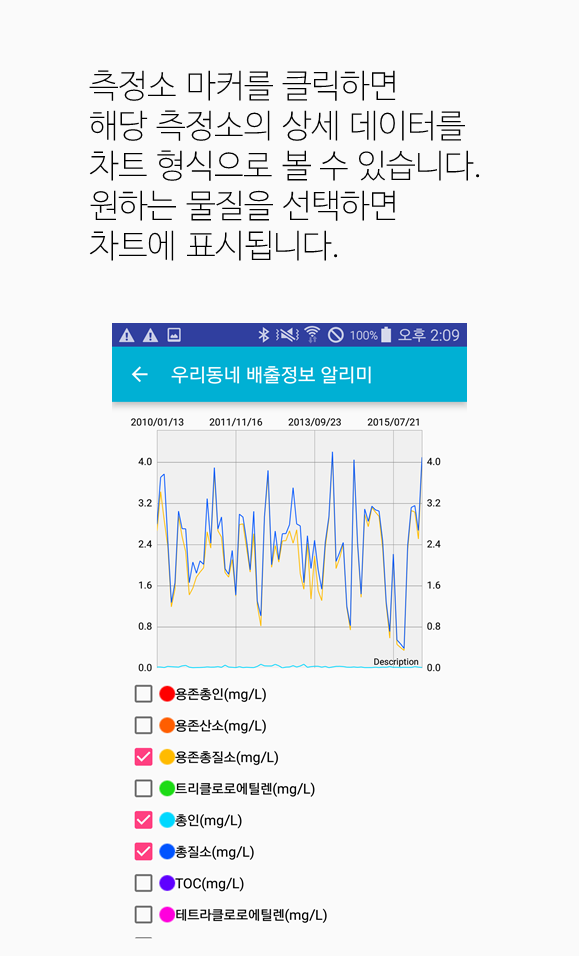 측정소 마커를 클릭하면
해당 측정소의 상세 데이터를
차트 형식으로 볼 수 있습니다.
원하는 물질을 선택하면
차트에 표시됩니다.
100% 오후 2:09
우리동네 배출정보 알리미
2010/01/13 2011/11/16 2013/09/23 2015/07/21
4.0 4.0
3.2 3.2
2.4 2.4
1.6 1.6
0.8 0.8
Description
0.0 0.0
용존총인(mg/L)
용존산소(mg/L)
용존총질소(mg/L)
트리클로로에틸렌(mg/L)
총인(mg/L)
총질소(mg/L)
TOC(mg/L)
테트라클로로에틸렌(mg/L)